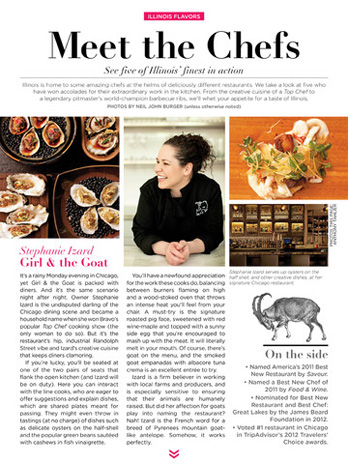 ILLINOIS FLAVORS
Meet the Chefs
See five of Illinois' finest in action
Illinois is home to some amazing chefs at the helms of deliciously different restaurants. We take a look at five who
have won accolades for their extraordinary work in the kitchen. From the creative cuisine of a Top Chef to
a legendary pitmaster's world-champion barbecue ribs, we'll whet your appetite for a taste of Illinois.
PHOTOS BY NEIL JOHN BURGER (unless otherwise noted)
Stephanie Izard
Girl & the Goat
It's a rainy Monday evening in Chicago,
yet Girl & the Goat is packed with
diners. And it's the same scenario
night after night. Owner Stephanie
Izard is the undisputed darling of the
Chicago dining scene and became a
household name when she won Bravo's
popular Top Chef cooking show (the
only woman to do so). But it's the
restaurant's hip, industrial Randolph
Street vibe and Izard's creative cuisine
that keeps diners clamoring.
If you're lucky, you'll be seated at
one of the two pairs of seats that
flank the open kitchen (and Izard will
be on duty). Here you can interact
with the line cooks, who are eager to
offer suggestions and explain dishes,
which are shared plates meant for
passing. They might even throw in
tastings (at no charge) of dishes such
as delicate oysters on the half-shell
and the popular green beans sautéed
with cashews in fish vinaigrette.
You'll have a newfound appreciation
for the work these cooks do, balancing
between burners flaming on high
and a wood-stoked oven that throws
an intense heat you'll feel from your
chair. A must-try is the signature
roasted pig face, sweetened with red
wine-maple and topped with a sunny
side egg that you're encouraged to
mash up with the meat. It will literally
melt in your mouth. Of course, there's
goat on the menu, and the smoked
goat empanadas with albacore tuna
crema is an excellent entree to try.
Izard is a firm believer in working
with local farms and producers, and
is especially sensitive to ensuring
that their animals are humanely
raised. But did her affection for goats
play into naming the restaurant?
Nah! Izard is the French word for a
breed of Pyrenees mountain goat-
like antelope. Somehow, it works
perfectly.
Stephanie Izard serves up oysters on the
half shell, and other creative dishes, at her
signature Chicago restaurant
On the side
• Named America's 2011 Best
New Restaurant by Saveur.
• Named a Best New Chef of
2011 by Food & Wine.
• Nominated for Best New
Restaurant and Best Chef:
Great Lakes by the James Beard
Foundation in 2012.
• Voted #1 restaurant in Chicago
in TripAdvisor's 2012 Travelers'
Choice awards.